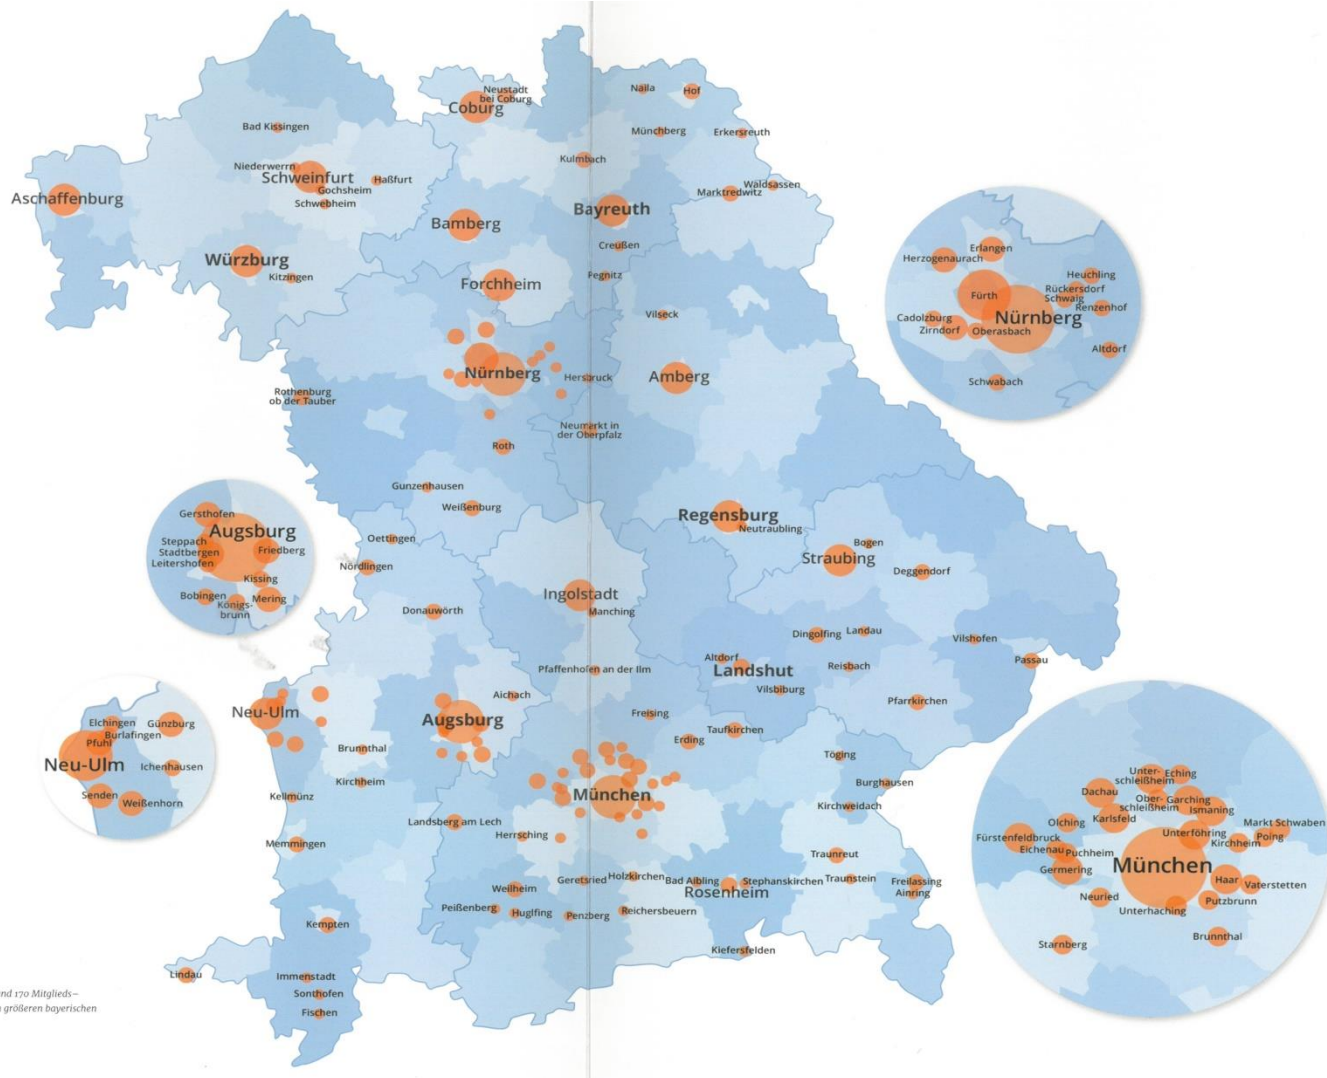 Neustadt
bei Coburg
Coburg
Naila
Hof
Bad Kissingen
Münchberg
Erkersreuth
Niederwerrn
Schweinfurt
Gochsheim
Haßfurt
Schwebheim
Kulmbach
Aschaffenburg
Marktredwitz
Waldsassen
Bamberg
Bayreuth
Würzburg
Kitzingen
Creußen
Forchheim
Pegnitz
Vilseck
Nürnberg
Hersbruck
Amberg
Rothenburg
ob der Tauber
Neumarkt in
der Oberpfalz
Roth
Gunzenhausen
Weißenburg
Regensburg
Neutraubling
Oettingen
Nördlingen
Bogen
Straubing
Deggendorf
Ingolstadt
Manching
Donauwörth
Dingolfing
Landau
Vilshofen
Passau
Altdorf
Landshut
Vilsbiburg
Reisbach
Pfarrkirchen
Pfaffenhofen an der Ilm
Aichach
Neu-Ulm
Augsburg
Freising
Taufkirchen
Erding
Brunnthal
Töging
Kirchheim
Burghausen
Kellmünz
München
Kirchweidach
Landsberg am Lech
Herrsching
Memmingen
Traunreut
Geretsried
Holzkirchen
Bad Aibling
Stephanskirchen
Rosenheim
Traunstein
Freilassing
Ainring
Weilheim
Peißenberg
Huglfing
Penzberg
Reichersbeuern
Kempten
Kiefersfelden
Lindau
Immenstadt
Sonthofen
Fischen
Erlangen
Herzogenaurach
Heuchling
Fürth
Rückersdorf
Schwaig
Renzenhof
Cadolzburg
Nürnberg
Zirndorf
Oberasbach
Altdorf
Schwabach
Gersthofen
Augsburg
Steppach
Stadtbergen
Friedberg
Leitershofen
Kissing
Bobingen
Königs-
brunn
Mering
Elchingen
Günzburg
Burlafingen
Pfuhl
Neu-Ulm
Ichenhausen
Senden
Weißenhorn
Unter-
schleißheim
Eching
Dachau
Ober-
schleißheim
Garching
Ismaning
Karlsfeld
Olching
Markt Schwaben
Fürstenfeldbruck
Unterföhring
Poing
Kirchheim
Eichenau
Puchheim
Germering
München
Haar
Vaterstetten
Neuried
Putzbrunn
Unterhaching
Brunnthal
Starnberg
nd 170 Mitglieds–
größeren bayerischen